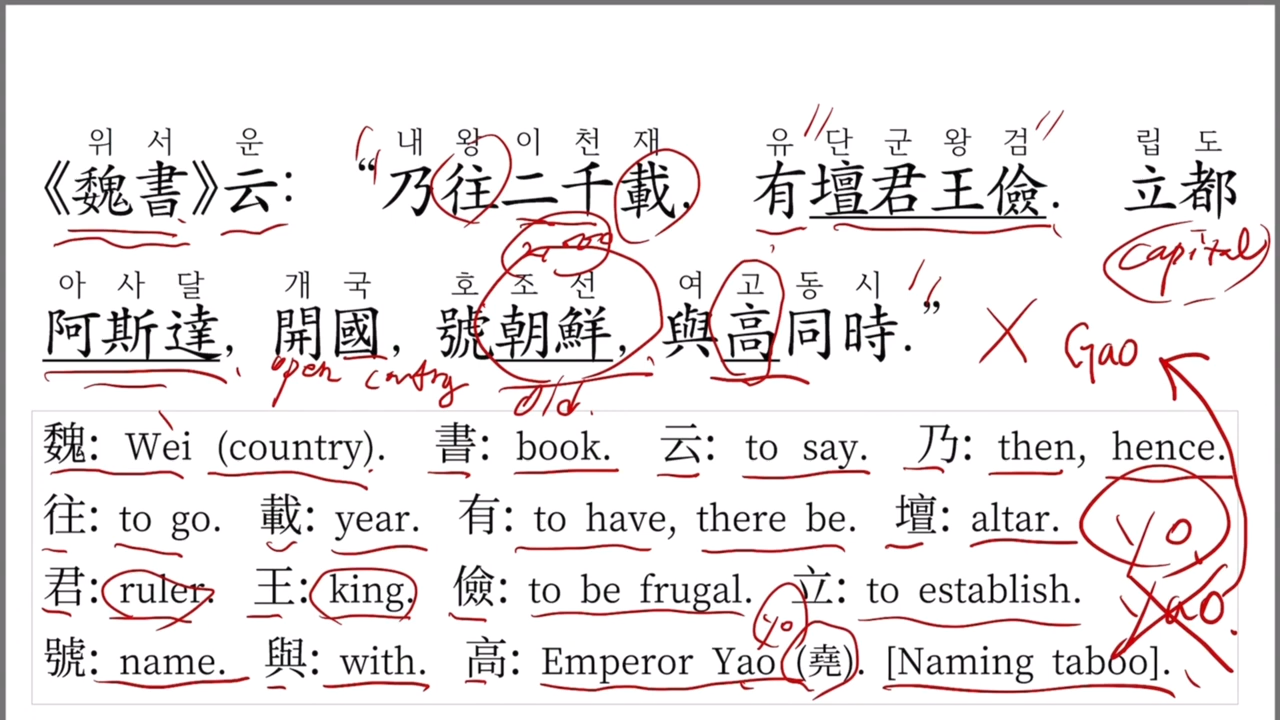 위 서 운 내 왕 이 천 재 유 단 군 왕 검 립 도
《魏書》云: “乃往二千載, 有壇君王儉. 立都
capital
21000
아 사 달 개 국 호 조 선 여 고 동 시
阿斯達, 開國, 號朝鮮, 與高同時.”
Gao
open country
old.
魏: Wèi (country). 書: book. 云: to say. 乃: then, hence.
往: to go. 載: year. 有: to have, there be. 壇: altar.
yo
君: ruler. 王: king. 儉: to be frugal. 立: to establish.
yo
yao.
號: name. 與: with. 高: Emperor Yao (堯). [Naming taboo].